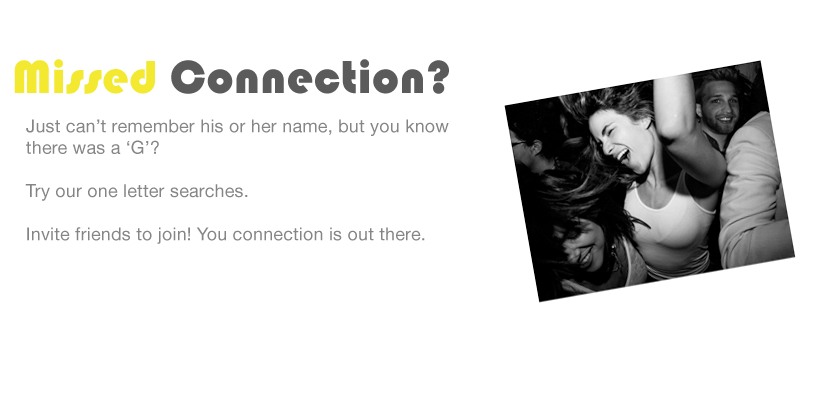 Missed Connection?
Just can’t remember his or her name, but you know
there was a ‘G’?
Try our one letter searches.
Invite friends to join! You connection is out there.